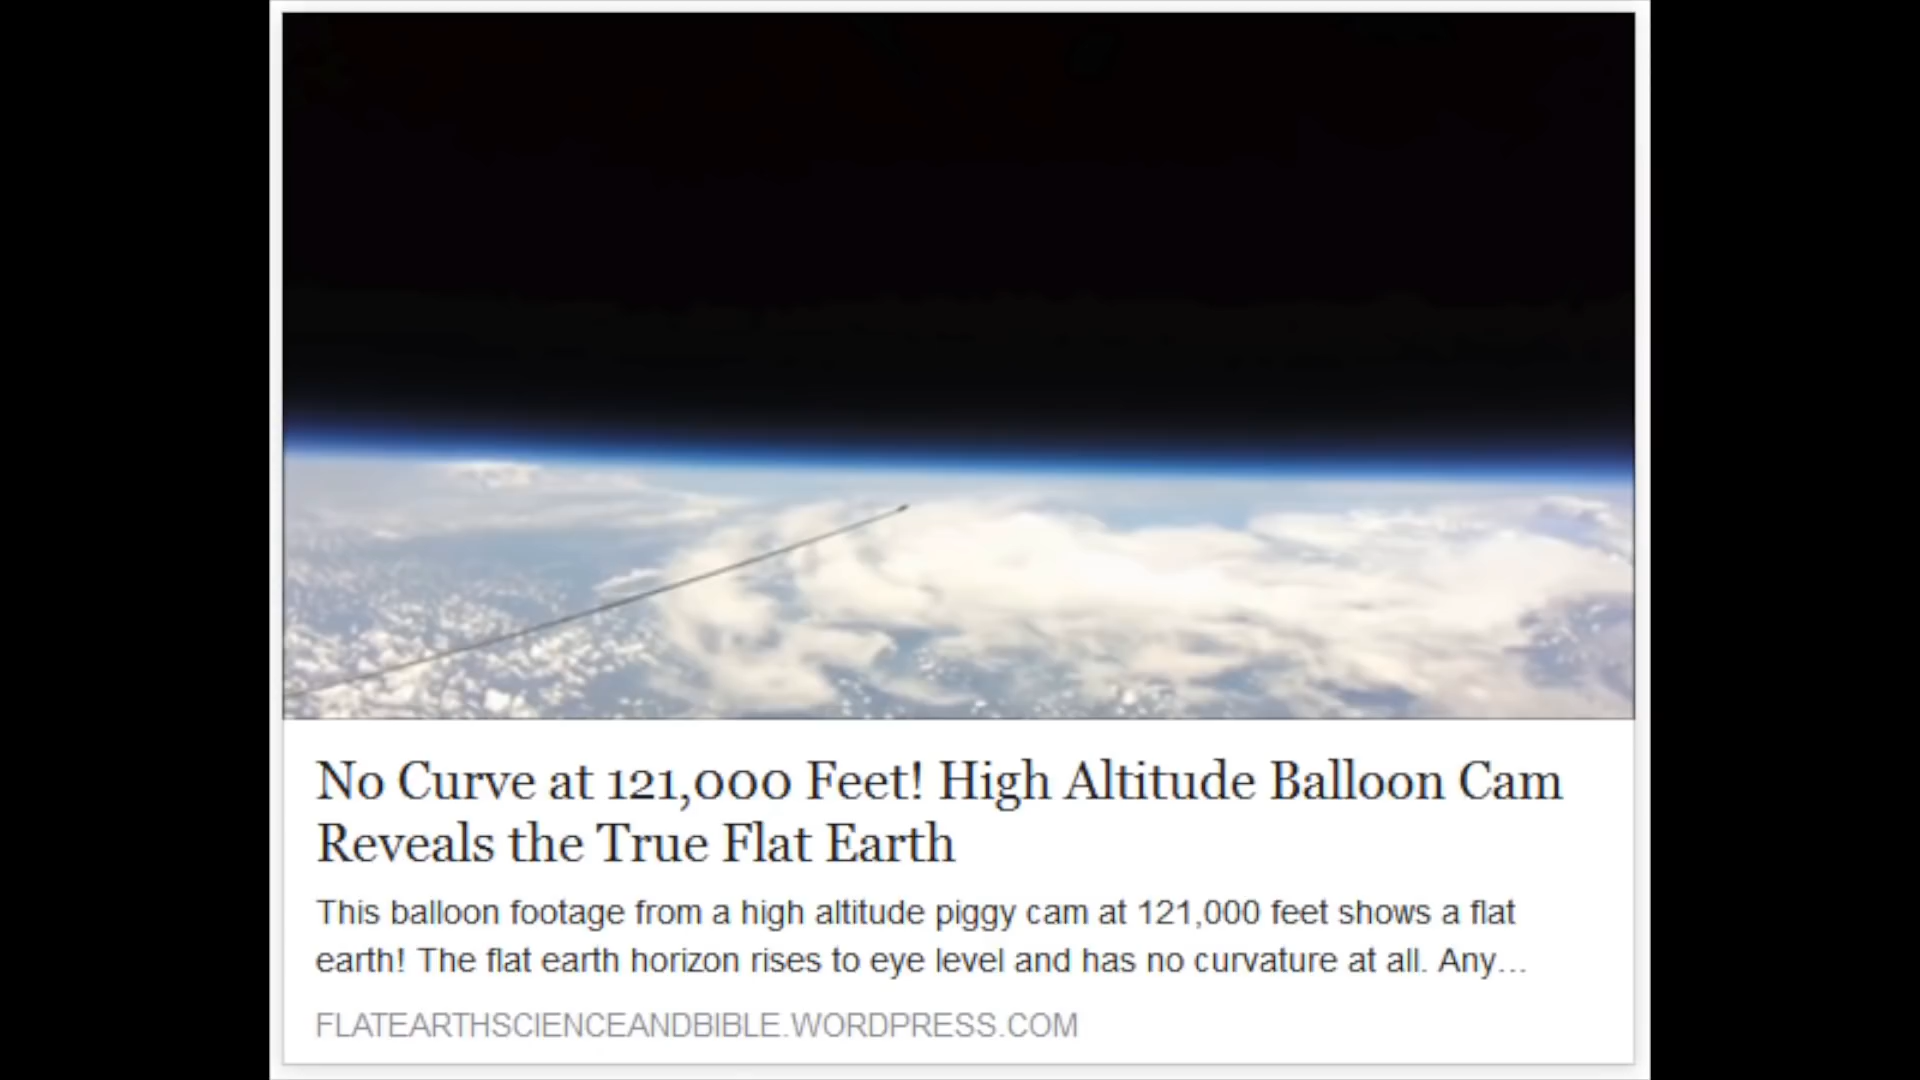 No Curve at 121,000 Feet! High Altitude Balloon Cam
Reveals the True Flat Earth
This balloon footage from a high altitude piggy cam at 121,000 feet shows a flat
earth! The flat earth horizon rises to eye level and has no curvature at all. Any...
FLATEARTHSCIENCEANDBIBLE.WORDPRESS.COM